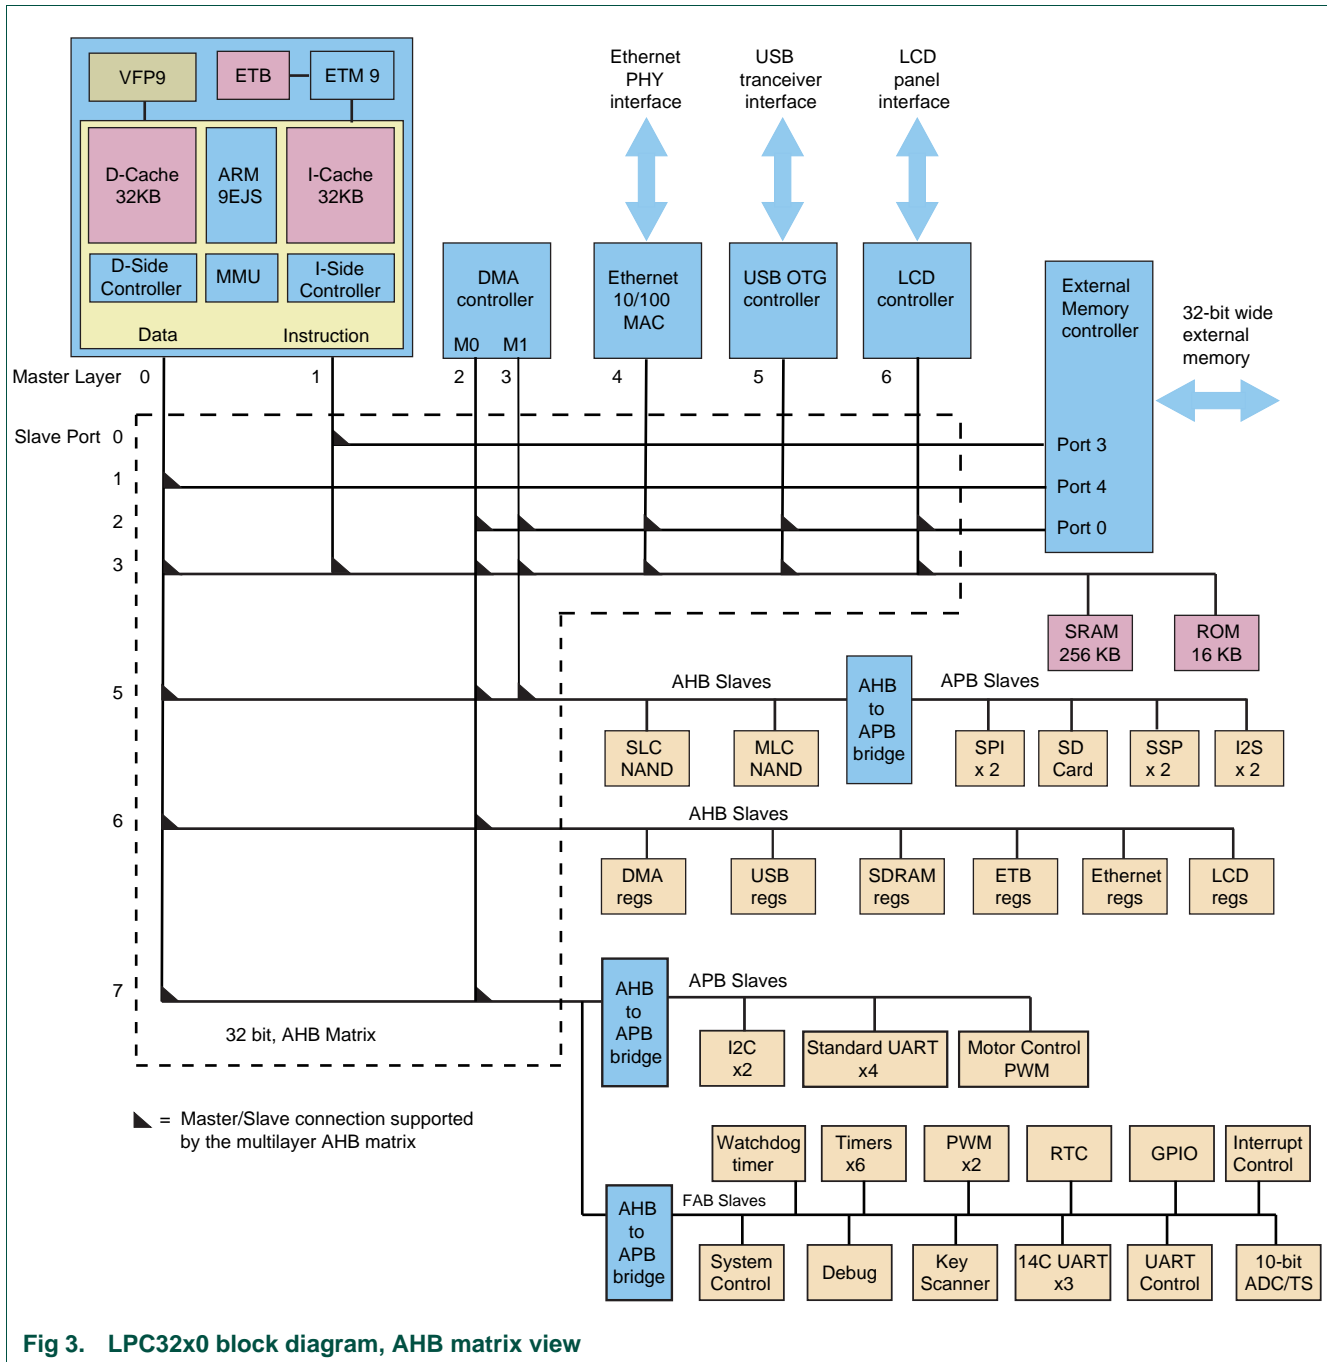 VFP9
ETB
ETM 9
D-Cache
32KB
ARM
9EJS
I-Cache
32KB
D-Side
Controller
MMU
I-Side
Controller
Data
Instruction
Ethernet
PHY
interface
USB
tranceiver
interface
LCD
panel
interface
DMA
controller
M0
M1
Ethernet
10/100
MAC
USB OTG
controller
LCD
controller
External
Memory
controller
32-bit wide
external
memory
Master Layer 0 1 2 3 4 5 6
Slave Port 0
Port 3
1
Port 4
2
Port 0
3
SRAM
256 KB
ROM
16 KB
5
AHB Slaves
AHB
to
APB
bridge
APB Slaves
SLC
NAND
MLC
NAND
SPI
x 2
SD
Card
SSP
x 2
I2S
x 2
6
AHB Slaves
DMA
regs
USB
regs
SDRAM
regs
ETB
regs
Ethernet
regs
LCD
regs
7
AHB
to
APB
bridge
APB Slaves
I2C
x2
Standard UART
x4
Motor Control
PWM
32 bit, AHB Matrix
= Master/Slave connection supported
by the multilayer AHB matrix
Watchdog
timer
Timers
x6
PWM
x2
RTC
GPIO
Interrupt
Control
AHB
to
APB
bridge
FAB Slaves
System
Control
Debug
Key
Scanner
14C UART
x3
UART
Control
10-bit
ADC/TS
Fig 3. LPC32x0 block diagram, AHB matrix view